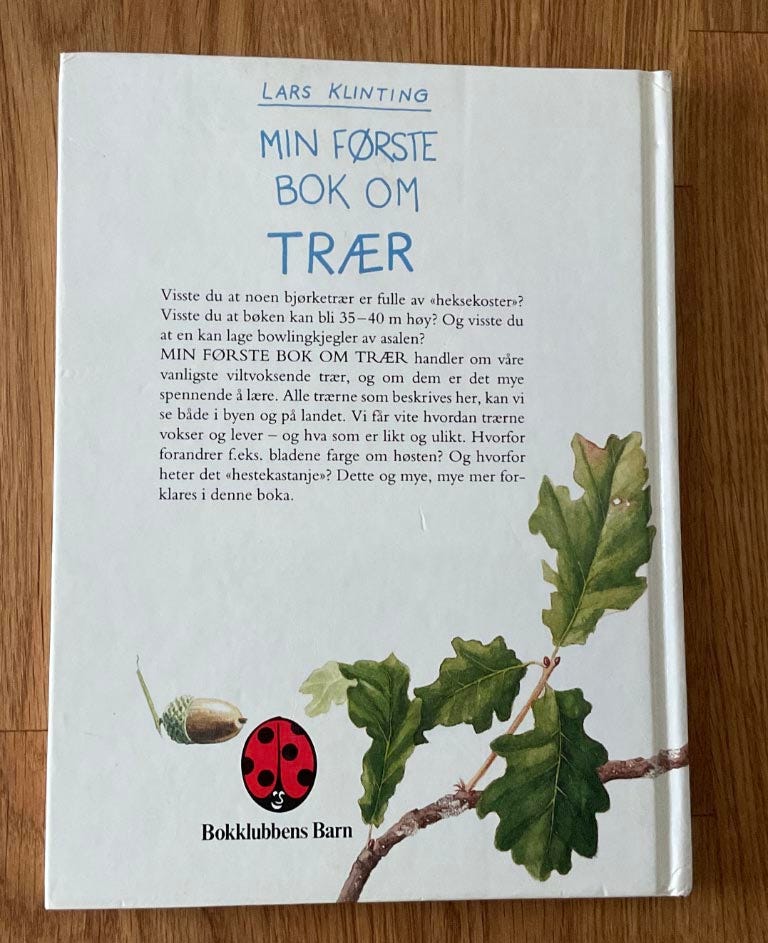 LARS KLINTING
MIN FØRSTE
BOK OM
TRÆR
Visste du at noen bjørketrær er fulle av «heksekoster»?
Visste du at bøken kan bli 35–40 m høy? Og visste du
at en kan lage bowlingkjegler av asalen?
MIN FØRSTE BOK OM TRÆR handler om våre
vanligste viltvoksende trær, og om dem er det mye
spennende å lære. Alle trærne som beskrives her, kan vi
se både i byen og på landet. Vi får vite hvordan trærne
vokser og lever – og hva som er likt og ulikt. Hvorfor
forandrer f.eks. bladene farge om høsten? Og hvorfor
heter det «hestekastanje»? Dette og mye, mye mer for-
klares i denne boka.
Bokklubbens Barn